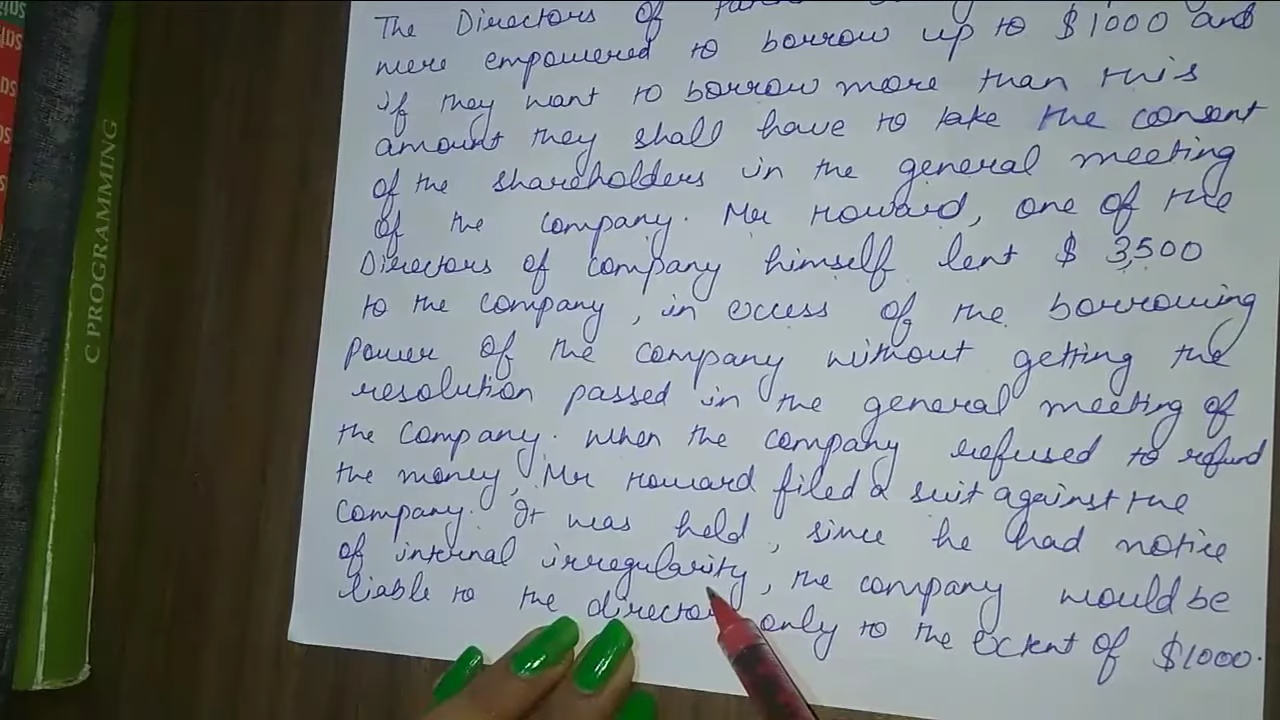 C PROGRAMMING
The Directors of
were empowered to borrow up to $1000 and
if they want to borrow more than this
amount they shall have to take the consent
of the shareholders in the general meeting
of the company. Mr Howard, one of the
Directors of company himself lent $ 3,500
to the company, in excess of the borrowing
power of the company without getting the
resolution passed in the general meeting of
the company. When the company refused to refund
the money, Mr Howard filed a suit against the
company. It was held, since he had notice
of internal irregularity, the company would be
liable to the director only to the extent of $1000.